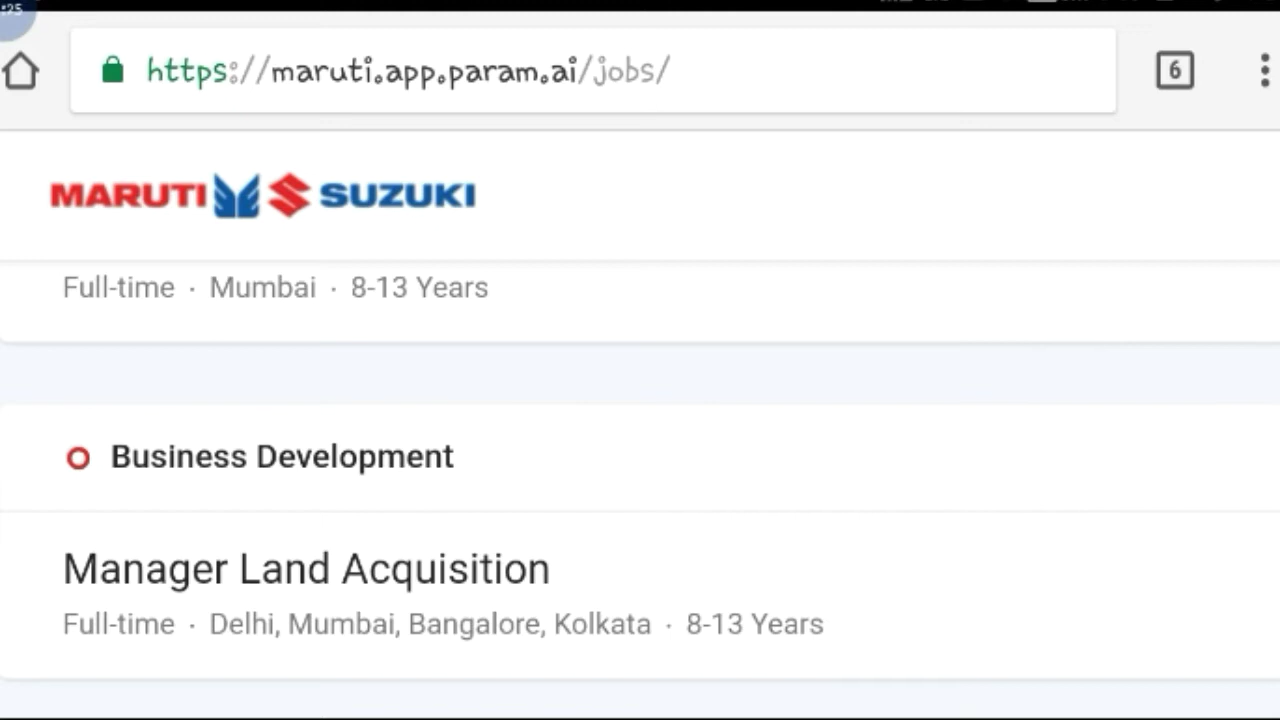 :25
https://maruti.app.param.ai/jobs/
6
MARUTI SUZUKI
Full-time · Mumbai · 8-13 Years
Business Development
Manager Land Acquisition
Full-time · Delhi, Mumbai, Bangalore, Kolkata · 8-13 Years